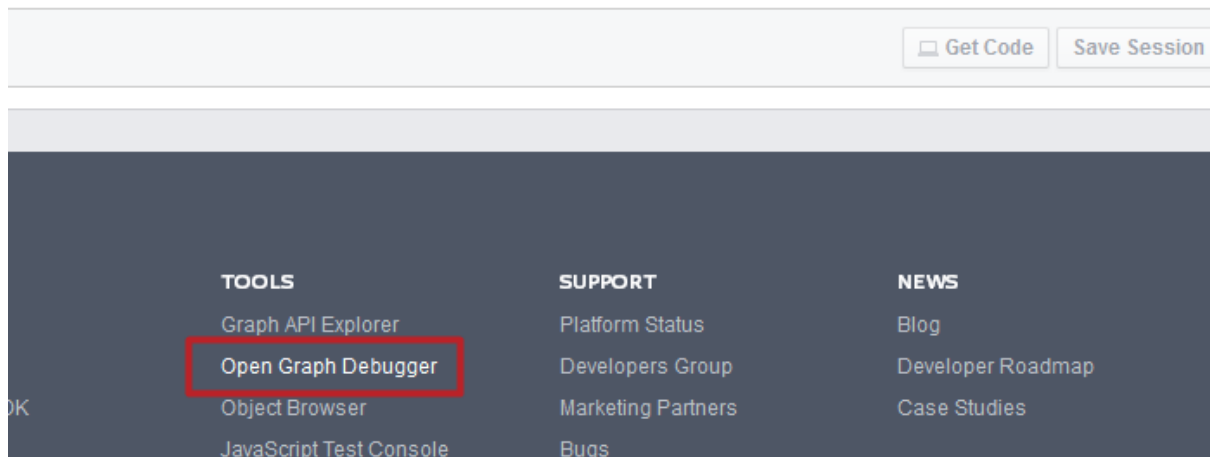 Get Code
Save Session
TOOLS
Graph API Explorer
Open Graph Debugger
Object Browser
JavaScript Test Console
SUPPORT
Platform Status
Developers Group
Marketing Partners
Bugs
NEWS
Blog
Developer Roadmap
Case Studies